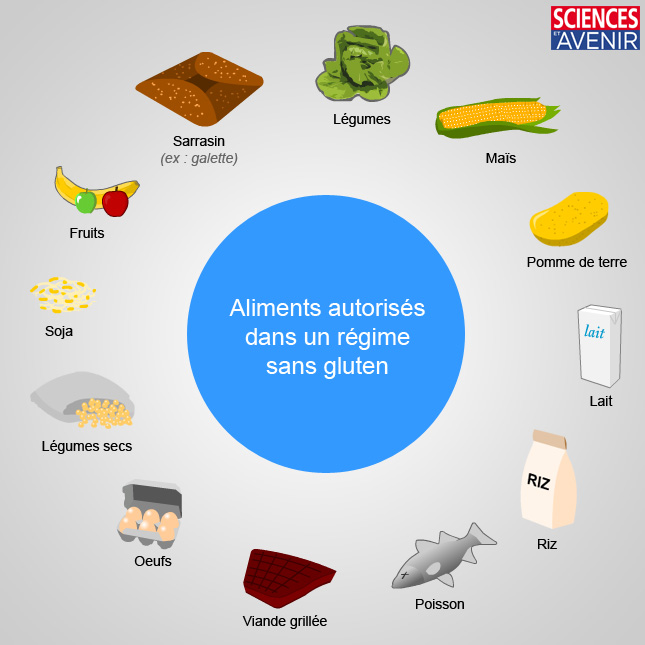 SCIENCES
ET
AVENIR
Légumes
Sarrasin
(ex : galette)
Maïs
Fruits
Pomme de terre
Soja
Aliments autorisés
dans un régime
sans gluten
lait
Lait
Légumes secs
RIZ
Riz
Oeufs
Poisson
Viande grillée